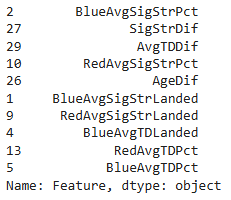 2 BlueAvgSigStrPct
27 SigStrDif
29 AvgTDDif
10 RedAvgSigStrPct
26 AgeDif
1 BlueAvgSigStrLanded
9 RedAvgSigStrLanded
4 BlueAvgTDLanded
13 RedAvgTDPct
5 BlueAvgTDPct
Name: Feature, dtype: object